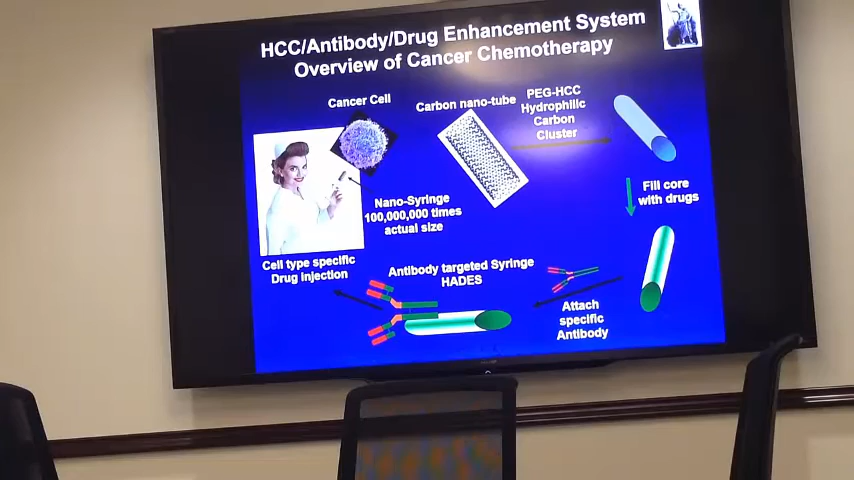 HCC/Antibody/Drug Enhancement System
Overview of Cancer Chemotherapy
Cancer Cell
Carbon nano-tube
PEG-HCC
Hydrophilic
Carbon
Cluster
Nano-Syringe
100,000,000 times
actual size
Fill core
with drugs
Cell type specific
Drug injection
Antibody targeted Syringe
HADES
Attach
specific
Antibody